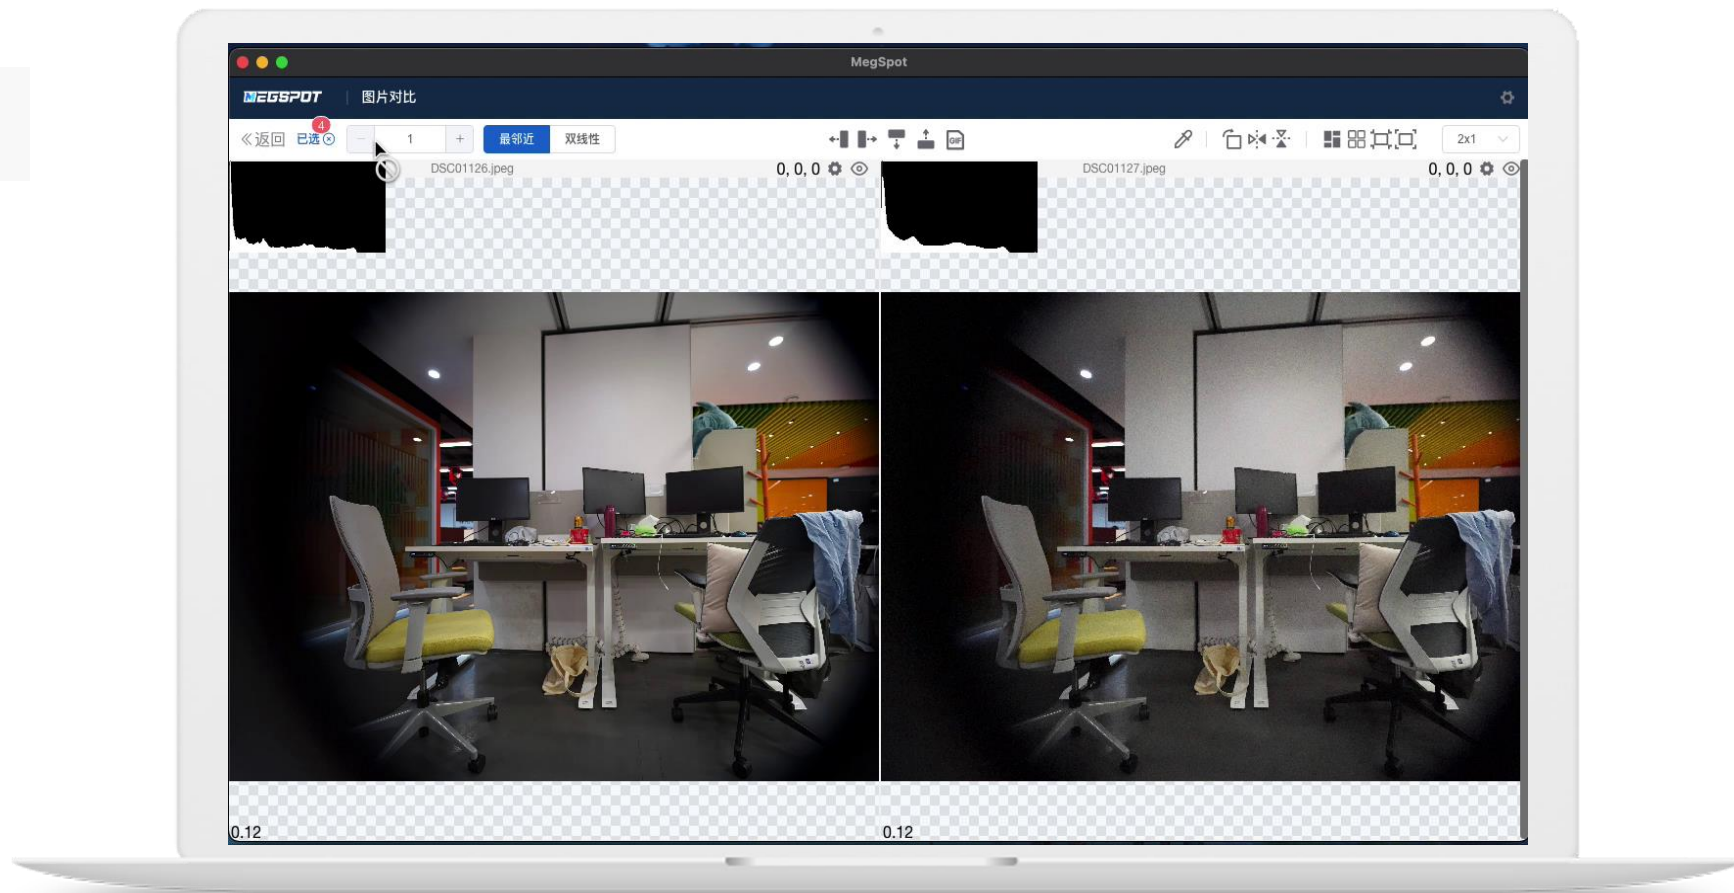 MegSpot
MEGSPOT 图片对比
返回 已选 4 1 最邻近 双线性 GIF 2x1
DSC01126.jpeg 0, 0, 0 DSC01127.jpeg 0, 0, 0
0.12 0.12